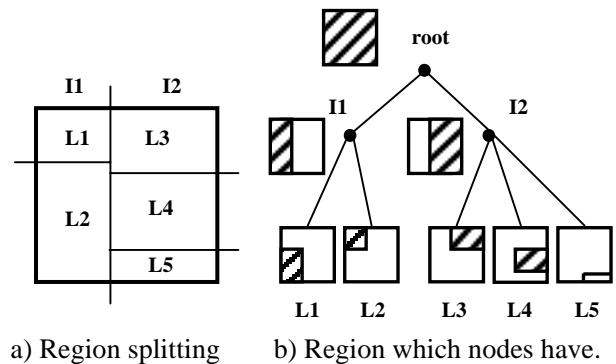 root
I1 I2
I1 I2
L1 L3
L2 L4
L5
L1 L2 L3 L4 L5
a) Region splitting b) Region which nodes have.